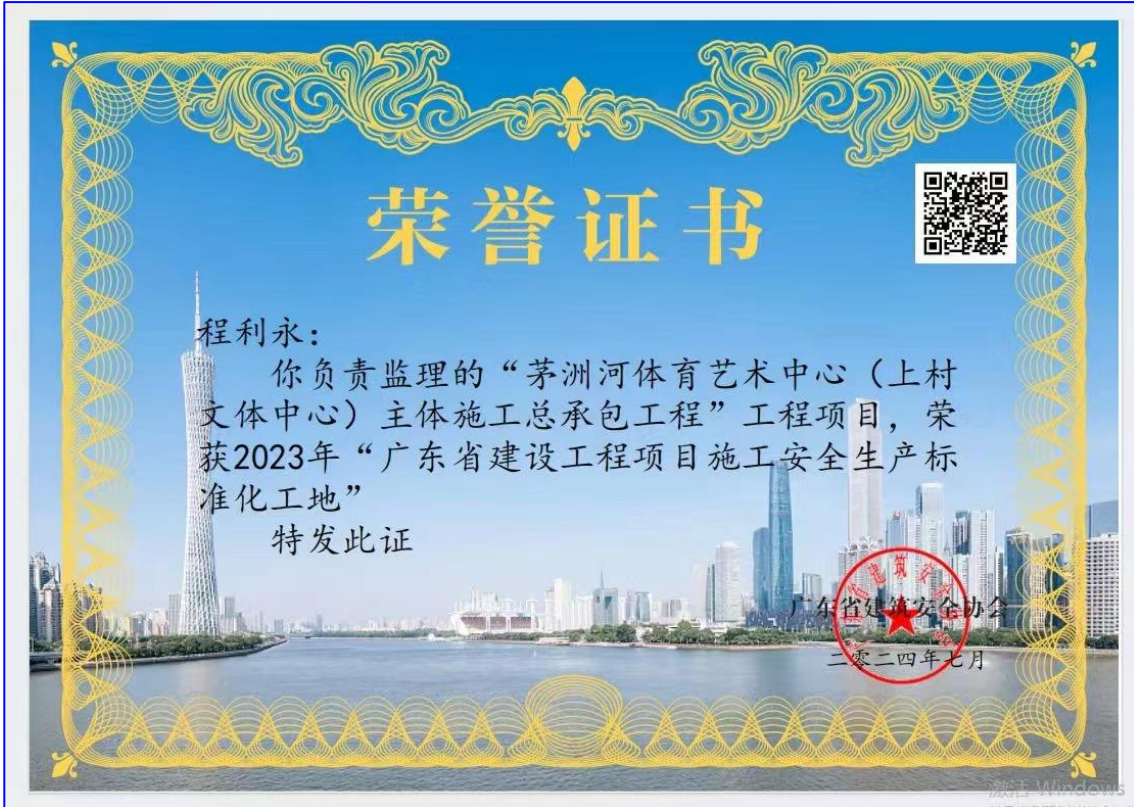 荣誉证书
程利永：
你负责监理的“茅洲河体育艺术中心（上村
文体中心）主体施工总承包工程”工程项目，荣
获2023年“广东省建设工程项目施工安全生产标
准化工地”
特发此证
广东省建筑安全协会
二零二四年七月
激活 Windows